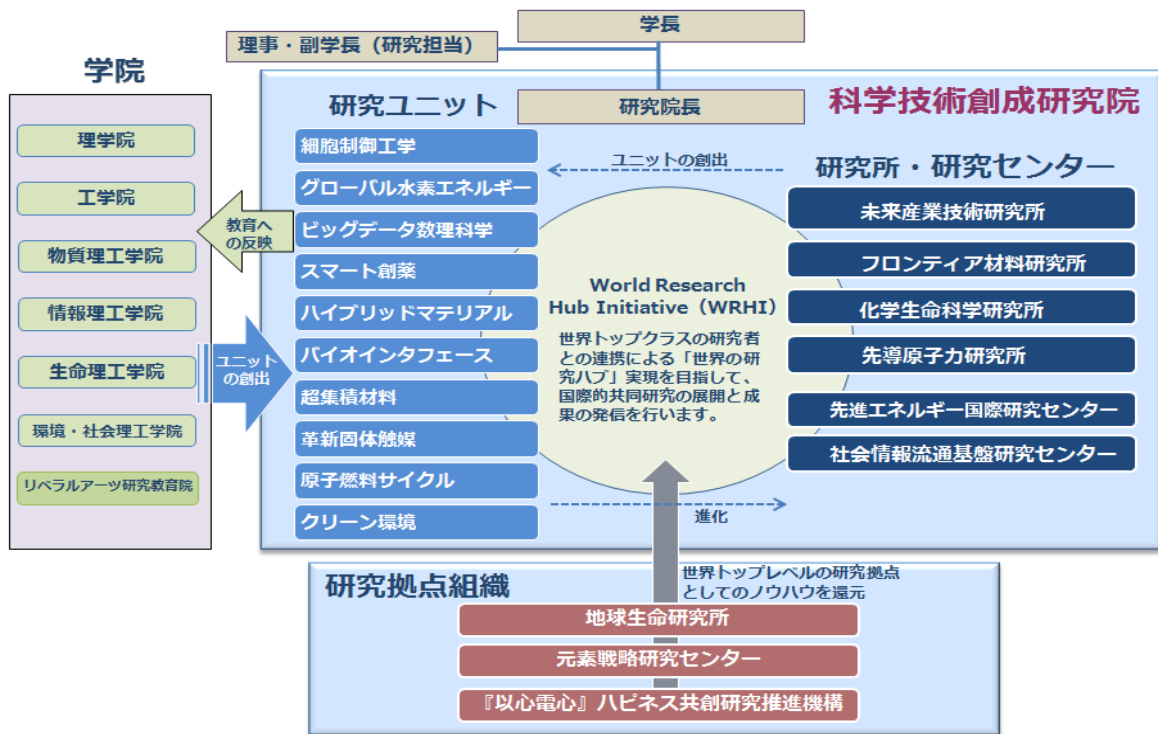 学長
理事・副学長（研究担当）
学院
理学院
工学院
物質理工学院
情報理工学院
生命理工学院
環境・社会理工学院
リベラルアーツ研究教育院
教育へ
の反映
ユニット
の創出
科学技術創成研究院
研究院長
研究ユニット
細胞制御工学
グローバル水素エネルギー
ビッグデータ数理科学
スマート創薬
ハイブリッドマテリアル
バイオインタフェース
超集積材料
革新固体触媒
原子燃料サイクル
クリーン環境
ユニットの創出
World Research
Hub Initiative（WRHI）
世界トップクラスの研究者
との連携による「世界の研
究ハブ」実現を目指して、
国際的共同研究の展開と成
果の発信を行います。
進化
研究所・研究センター
未来産業技術研究所
フロンティア材料研究所
化学生命科学研究所
先導原子力研究所
先進エネルギー国際研究センター
社会情報流通基盤研究センター
研究拠点組織
世界トップレベルの研究拠点
としてのノウハウを還元
地球生命研究所
元素戦略研究センター
『以心電心』ハピネス共創研究推進機構